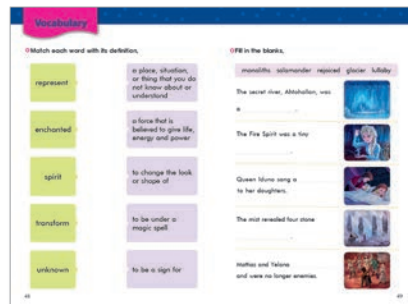 Vocabulary
Match each word with its definition,
represent
a place, situation,
or thing that you do
not know about or
understand
enchanted
a force that is
believed to give life,
energy and power
spirit
to change the look
or shape of
transform
to be under a
magic spell
unknown
to be a sign for
48
Fill in the blanks,
monoliths salamander rejoiced glacier lullaby
The secret river, Ahtohallan, was
a .
The Fire Spirit was a tiny
.
Queen Iduna sang a
to her daughters.
The mist revealed four stone
.
Mattias and Yelana
and were no longer enemies.
49